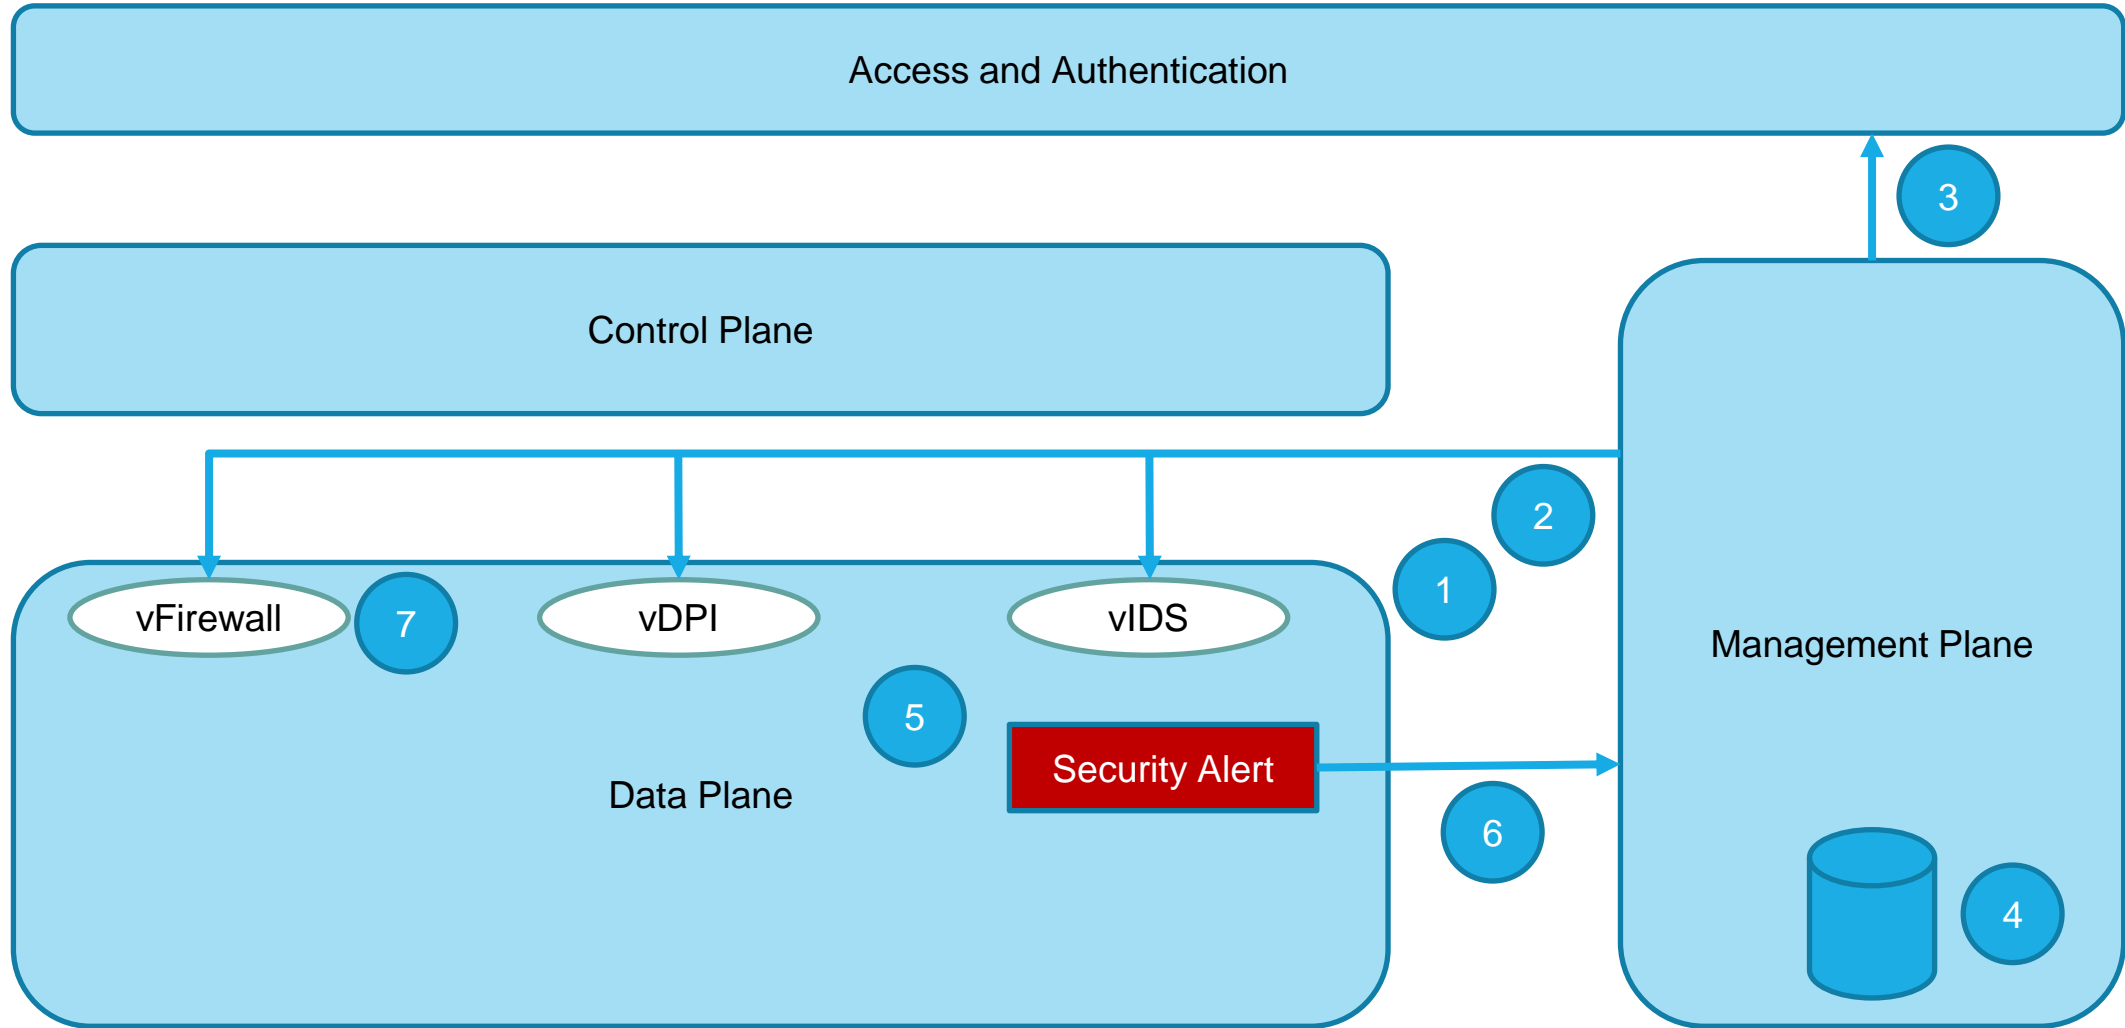 Access and Authentication
3
Control Plane
2
1
vFirewall
7
vDPI
vIDS
Management Plane
5
Security Alert
Data Plane
6
4